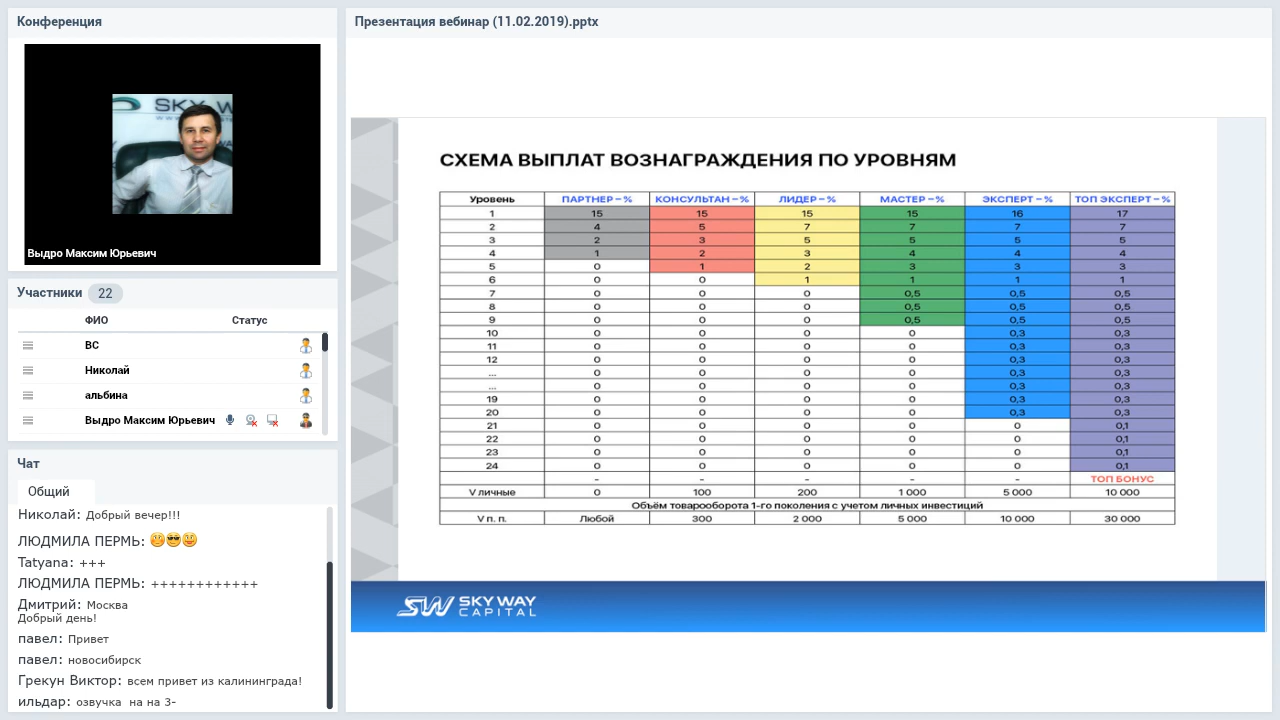 Конференция
SKY WAY
Выдро Максим Юрьевич
Участники 22
ФИО Статус
ВС
Николай
альбина
Выдро Максим Юрьевич
Чат
Общий
Николай: Добрый вечер!!!
ЛЮДМИЛА ПЕРМЬ:
Tatyana: +++
ЛЮДМИЛА ПЕРМЬ: ++++++++++++
Дмитрий: Москва
Добрый день!
павел: Привет
павел: новосибирск
Грекун Виктор: всем привет из калининграда!
ильдар: озвучка на на 3-
Презентация вебинар (11.02.2019).pptx
СХЕМА ВЫПЛАТ ВОЗНАГРАЖДЕНИЯ ПО УРОВНЯМ
Уровень ПАРТНЕР – % КОНСУЛЬТАН – % ЛИДЕР – % МАСТЕР – % ЭКСПЕРТ – % ТОП ЭКСПЕРТ – %
1 15 15 15 15 16 17
2 4 5 7 7 7 7
3 2 3 5 5 5 5
4 1 2 3 4 4 4
5 0 1 2 3 3 3
6 0 0 1 1 1 1
7 0 0 0 0,5 0,5 0,5
8 0 0 0 0,5 0,5 0,5
9 0 0 0 0,5 0,5 0,5
10 0 0 0 0 0,3 0,3
11 0 0 0 0 0,3 0,3
12 0 0 0 0 0,3 0,3
... 0 0 0 0 0,3 0,3
... 0 0 0 0 0,3 0,3
19 0 0 0 0 0,3 0,3
20 0 0 0 0 0,3 0,3
21 0 0 0 0 0 0,1
22 0 0 0 0 0 0,1
23 0 0 0 0 0 0,1
24 0 0 0 0 0 0,1
- - - - - ТОП БОНУС
V личные 0 100 200 1 000 5 000 10 000
Объём товарооборота 1-го поколения с учетом личных инвестиций
V п. п. Любой 300 2 000 5 000 10 000 30 000
SW SKY WAY
CAPITAL